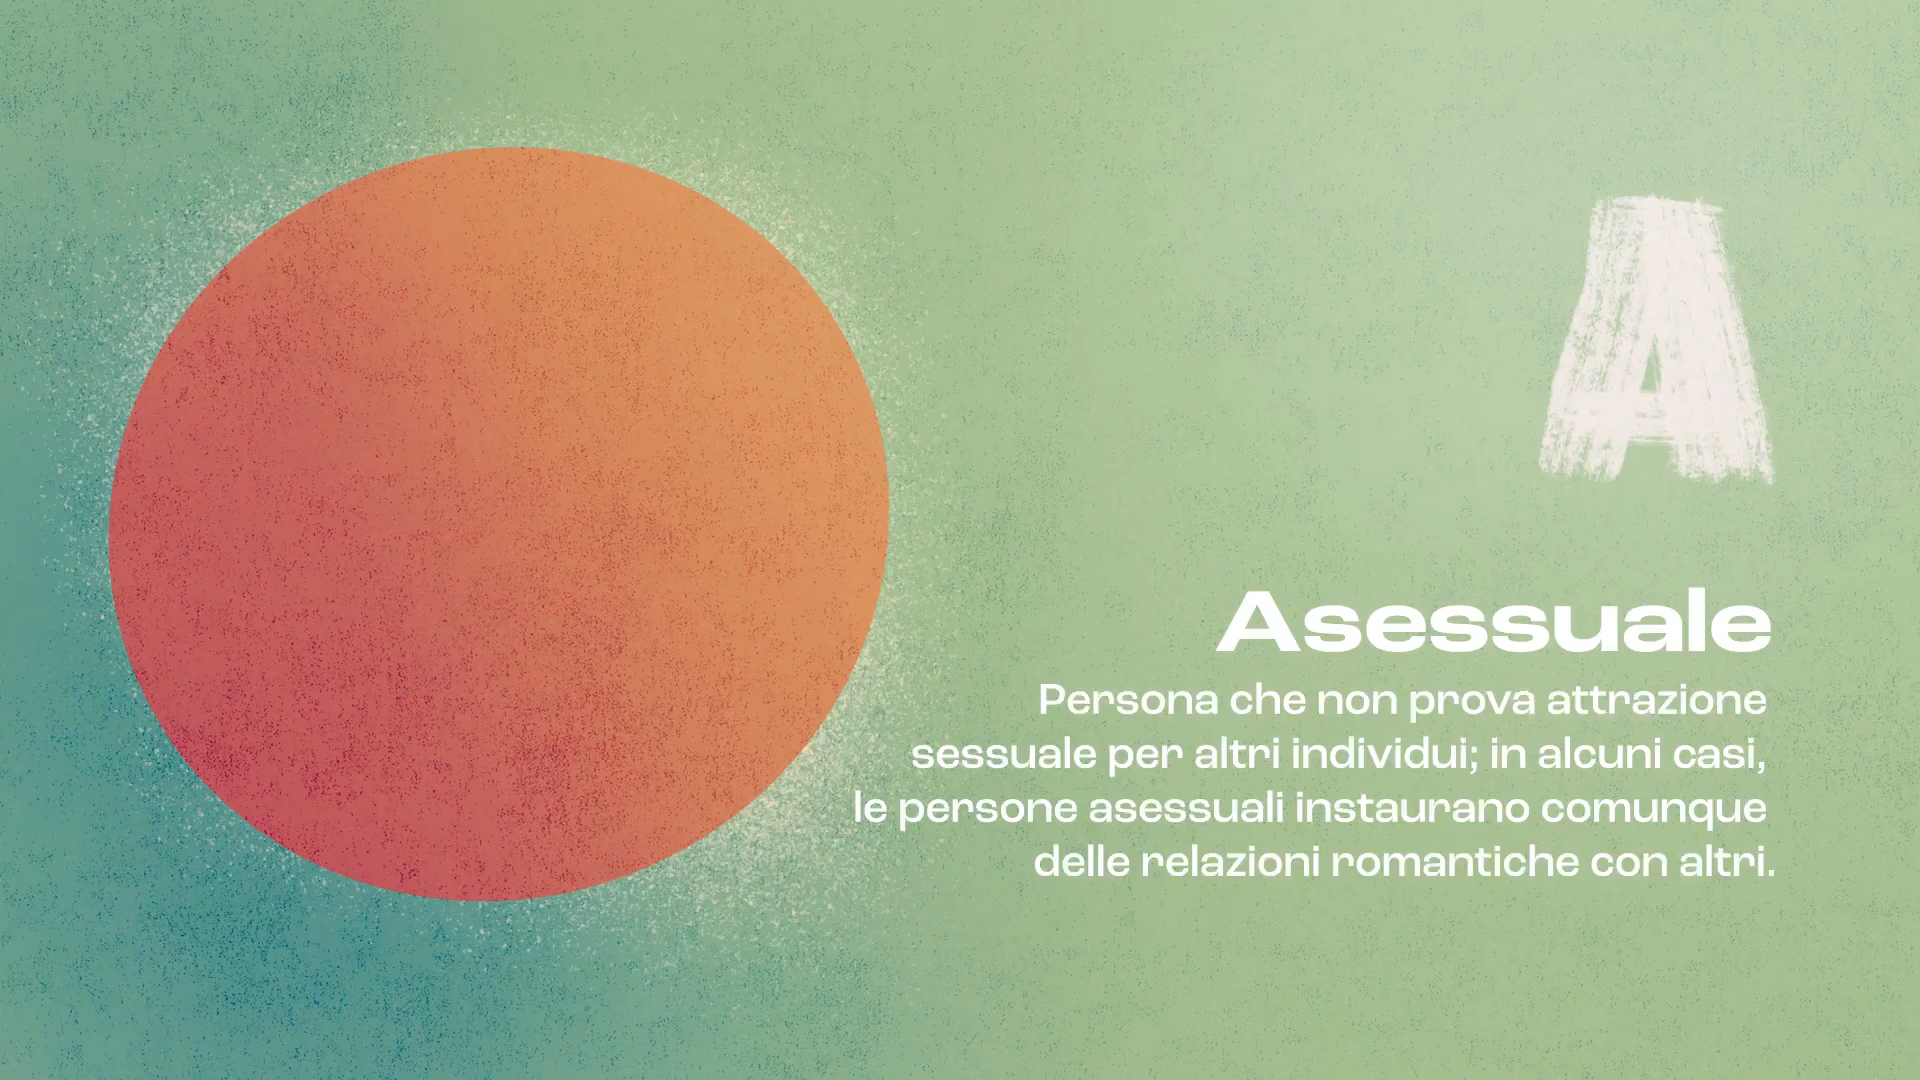 A
Asessuale
Persona che non prova attrazione
sessuale per altri individui; in alcuni casi,
le persone asessuali instaurano comunque
delle relazioni romantiche con altri.